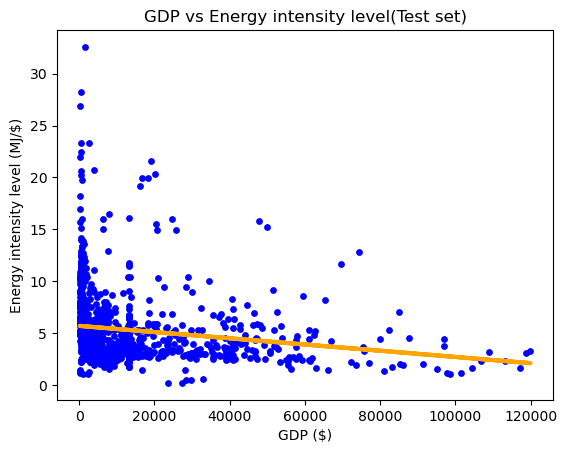 GDP vs Energy intensity level(Test set)
Energy intensity level (MJ/$)
30
25
20
15
10
5
0
0 20000 40000 60000 80000 100000 120000
GDP ($)